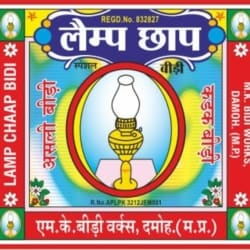 REGD.No. 832827
लैम्प छाप
स्पेशल
बीड़ी
LAMP CHAAP BIDI
असली बीड़ी
कड़क बीड़ी
M.K. BIDI WORKS,
DAMOH. (M.P.)
R.No.APLPK 3212JEM001
एम.के.बीड़ी वर्क्स, दमोह.(म.प्र.)